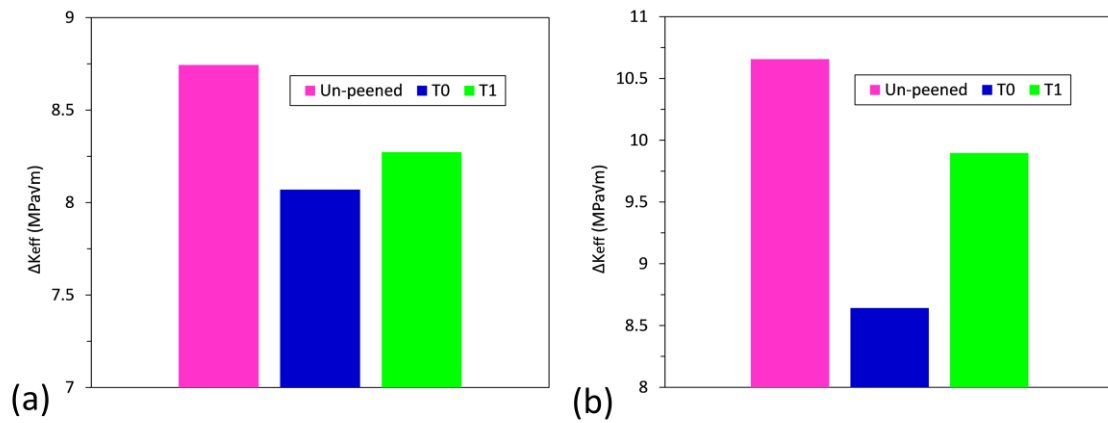 9
8.5
8
7.5
7
ΔKeff (MPa√m)
Un-peened T0 T1
(a)
11
10.5
10
9.5
9
8.5
8
ΔKeff (MPa√m)
Un-peened T0 T1
(b)